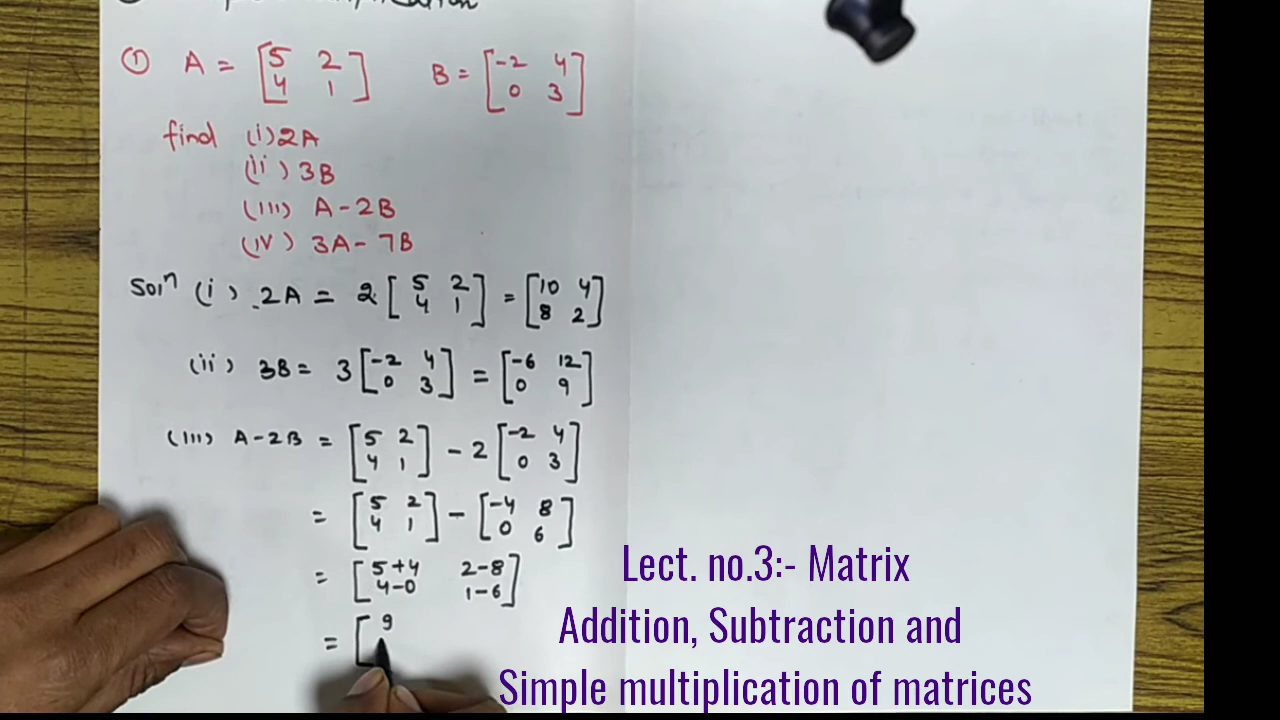 ① A = [5 2 4 1] B = [-2 4 0 3]
find (i) 2A
(ii) 3B
(III) A - 2B
(IV) 3A - 7B
Solⁿ (i) 2A = 2 [5 2 4 1] = [10 4 8 2]
(ii) 3B = 3 [-2 4 0 3] = [-6 12 0 9]
(III) A - 2B = [5 2 4 1] - 2 [-2 4 0 3]
= [5 2 4 1] - [-4 8 0 6]
= [5+4 2-8 4-0 1-6]
= [9
Lect. no.3:- Matrix
Addition, Subtraction and
Simple multiplication of matrices